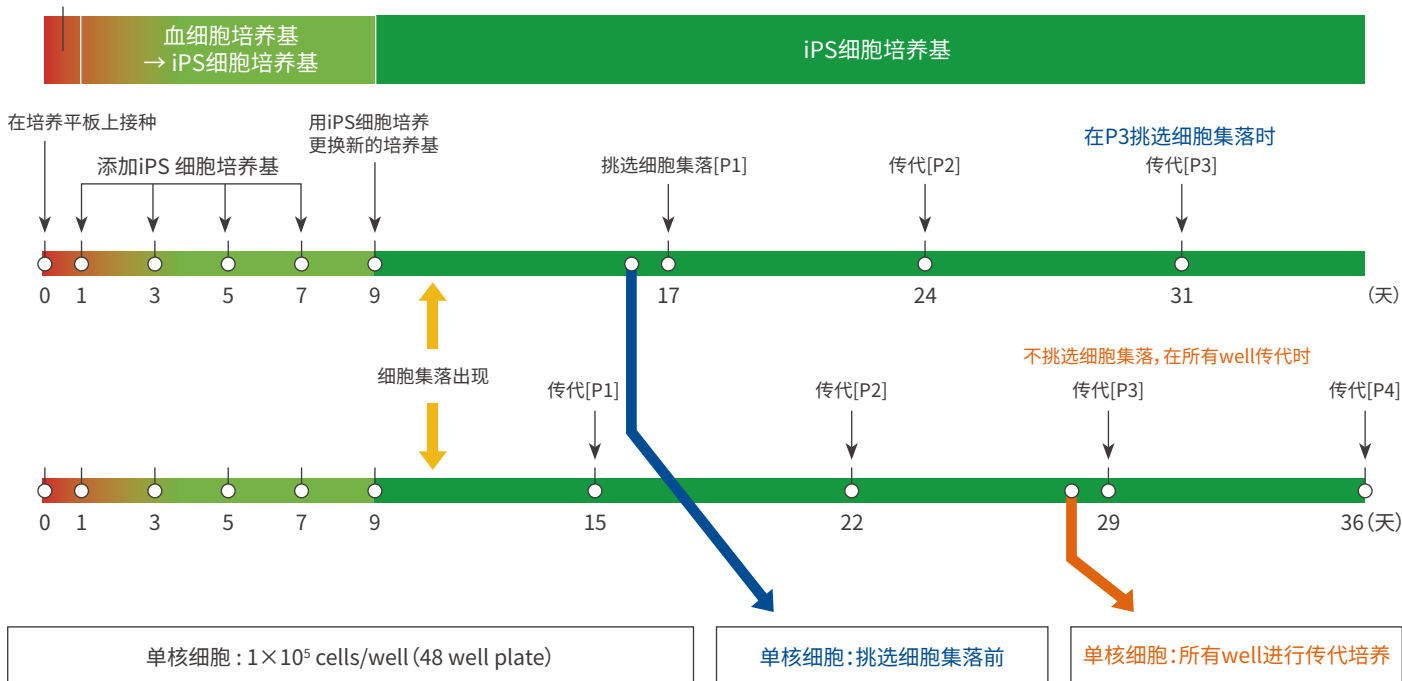 血细胞培养基
→ iPS细胞培养基
iPS细胞培养基
在培养平板上接种
添加iPS 细胞培养基
用iPS细胞培养
更换新的培养基
挑选细胞集落[P1]
传代[P2]
在P3挑选细胞集落时
传代[P3]
0 1 3 5 7 9 17 24 31 (天)
细胞集落出现
不挑选细胞集落,在所有well传代时
传代[P1] 传代[P2] 传代[P3] 传代[P4]
0 1 3 5 7 9 15 22 29 36(天)
单核细胞 : 1×10⁵ cells/well(48 well plate)
单核细胞:挑选细胞集落前
单核细胞:所有well进行传代培养